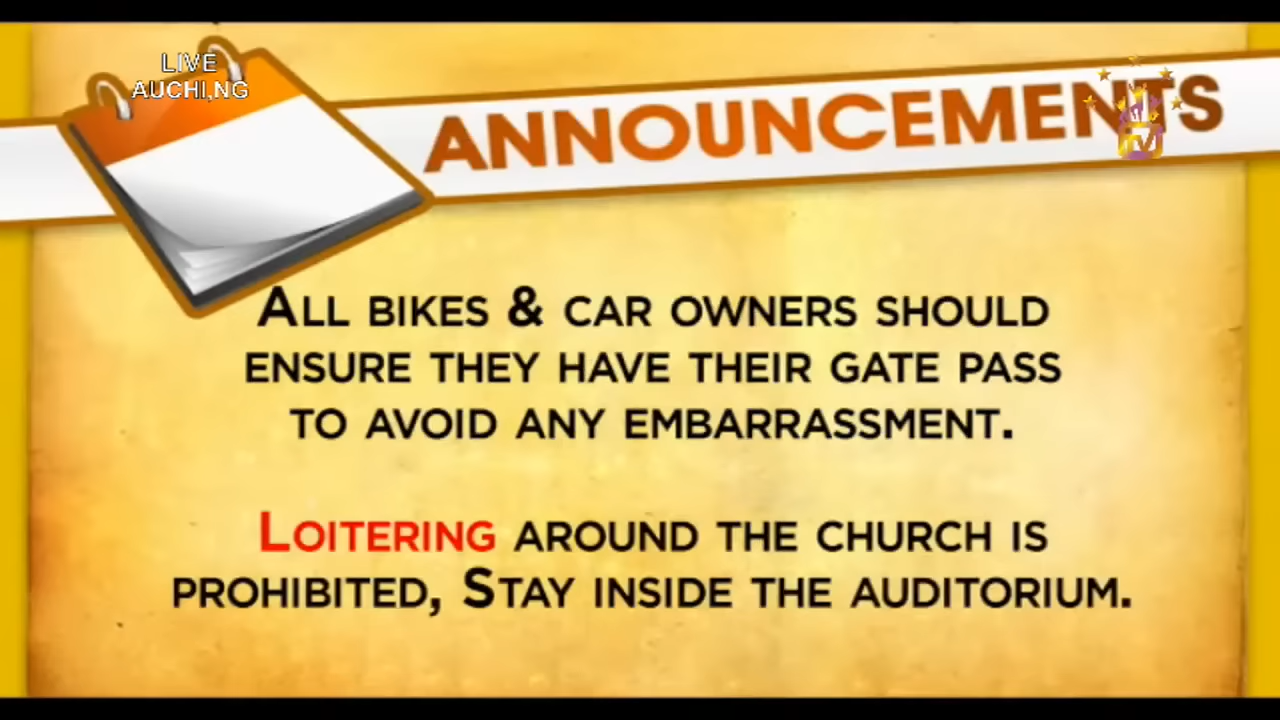 LIVE
AUCHI,NG
ANNOUNCEMENTS
TV
ALL BIKES & CAR OWNERS SHOULD
ENSURE THEY HAVE THEIR GATE PASS
TO AVOID ANY EMBARRASSMENT.
LOITERING AROUND THE CHURCH IS
PROHIBITED, STAY INSIDE THE AUDITORIUM.